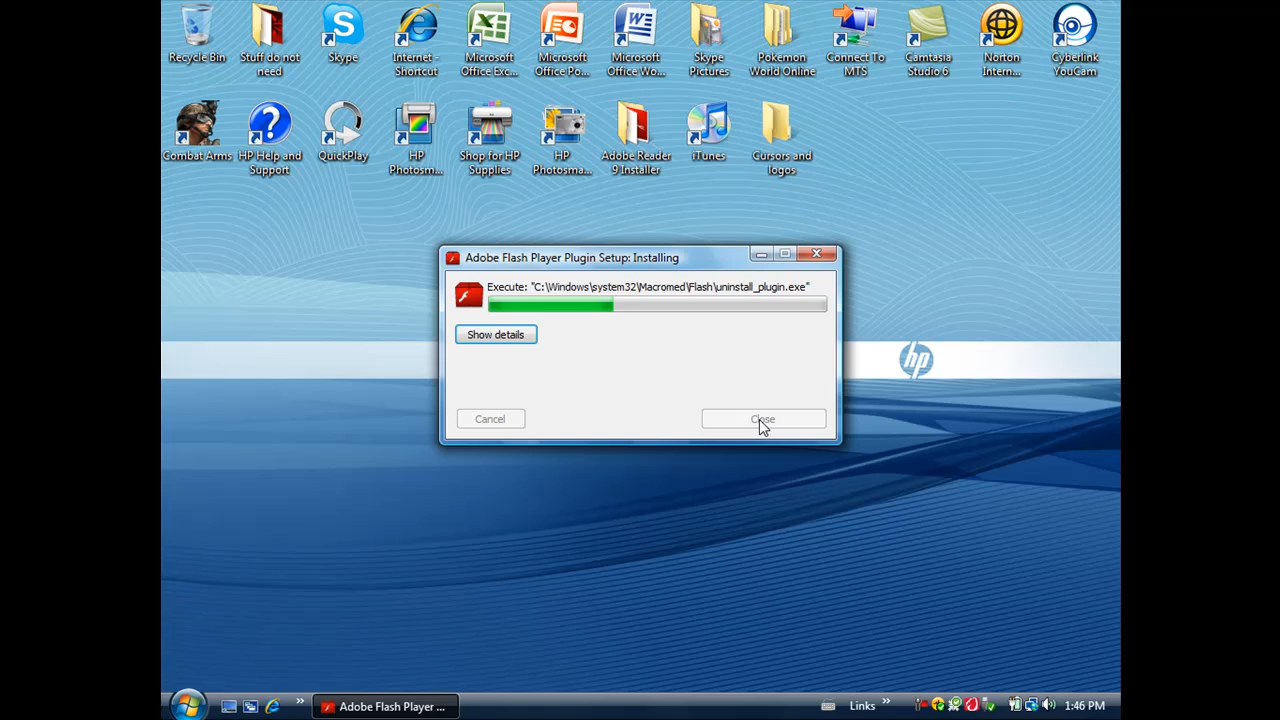 Recycle Bin
Stuff do not need
Skype
Internet - Shortcut
Microsoft Office Exc...
Microsoft Office Po...
Microsoft Office Wo...
Skype Pictures
Pokemon World Online
Connect To MTS
Camtasia Studio 6
Norton Intern...
Cyberlink YouCam
Combat Arms
HP Help and Support
QuickPlay
HP Photosm...
Shop for HP Supplies
HP Photosma...
Adobe Reader 9 Installer
iTunes
Cursors and logos
Adobe Flash Player Plugin Setup: Installing
Execute: "C:\Windows\system32\Macromed\Flash\uninstall_plugin.exe"
Show details
Cancel
Close
hp
Adobe Flash Player ...
Links
1:46 PM